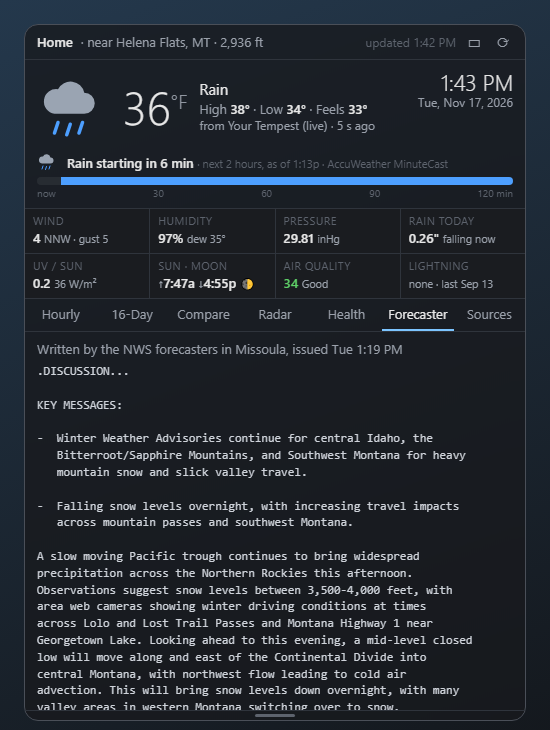 Home · near Helena Flats, MT · 2,936 ft
updated 1:42 PM
36°F
Rain
High 38° · Low 34° · Feels 33°
from Your Tempest (live) · 5 s ago
1:43 PM
Tue, Nov 17, 2026
Rain starting in 6 min · next 2 hours, as of 1:13p · AccuWeather MinuteCast
now 30 60 90 120 min
WIND
4 NNW · gust 5
HUMIDITY
97% dew 35°
PRESSURE
29.81 inHg
RAIN TODAY
0.26" falling now
UV / SUN
0.2 36 W/m²
SUN · MOON
↑7:47a ↓4:55p
AIR QUALITY
34 Good
LIGHTNING
none · last Sep 13
Hourly 16-Day Compare Radar Health Forecaster Sources
Written by the NWS forecasters in Missoula, issued Tue 1:19 PM
.DISCUSSION...
KEY MESSAGES:
- Winter Weather Advisories continue for central Idaho, the
Bitterroot/Sapphire Mountains, and Southwest Montana for heavy
mountain snow and slick valley travel.
- Falling snow levels overnight, with increasing travel impacts
across mountain passes and southwest Montana.
A slow moving Pacific trough continues to bring widespread
precipitation across the Northern Rockies this afternoon.
Observations suggest snow levels between 3,500-4,000 feet, with
area web cameras showing winter driving conditions at times
across Lolo and Lost Trail Passes and Montana Highway 1 near
Georgetown Lake. Looking ahead to this evening, a mid-level closed
low will move along and east of the Continental Divide into
central Montana, with northwest flow leading to cold air
advection. This will bring snow levels down overnight, with many
valley areas in western Montana switching over to snow.